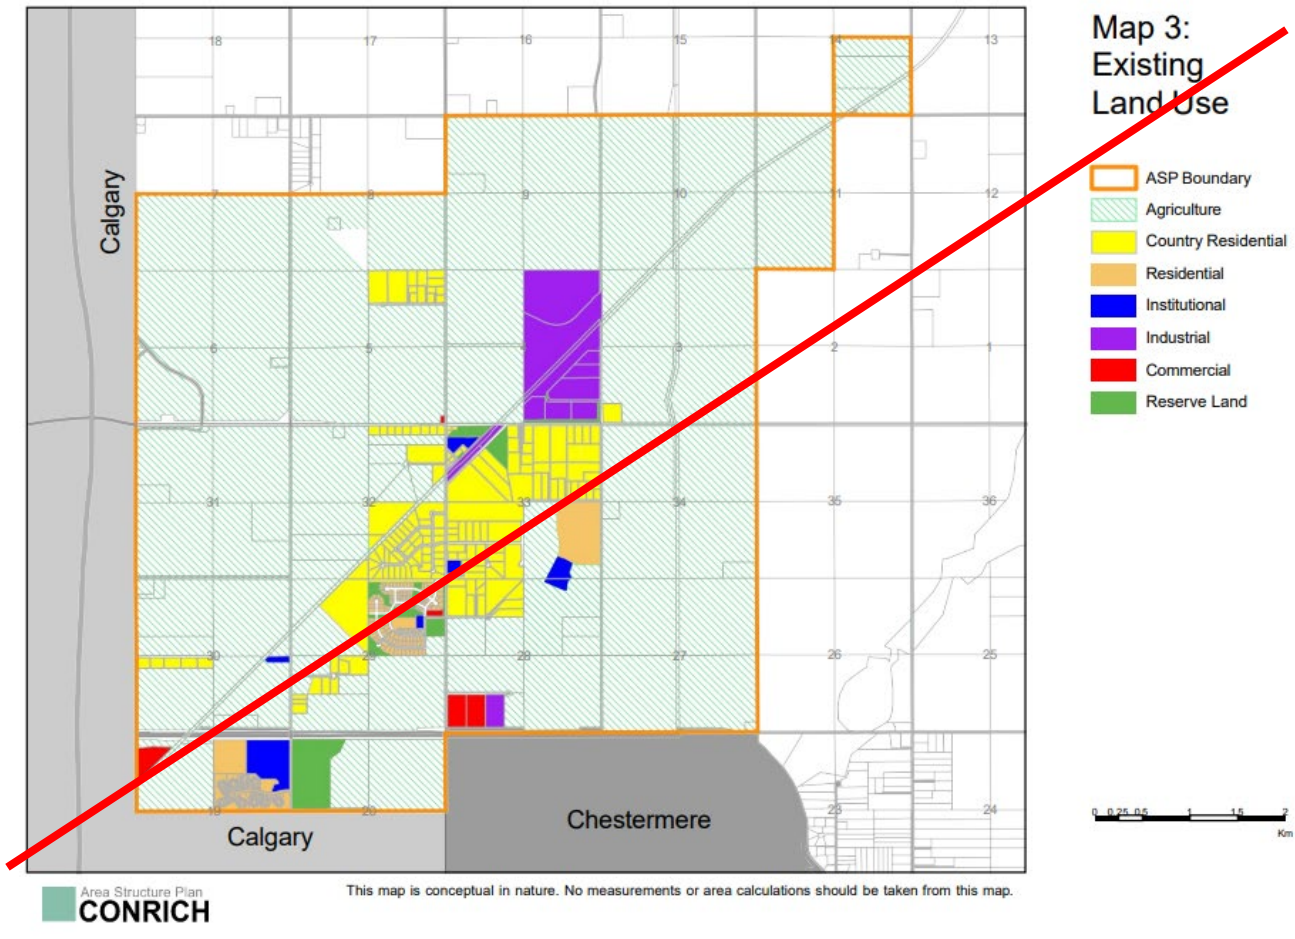 Map 3:
Existing
Land Use
18 17 16 15 14 13
Calgary
7 8 9 10 11 12
6 5 4 3 2 1
31 32 33 34 35 36
30 29 28 27 26 25
19 20 23 24
Calgary
Chestermere
ASP Boundary
Agriculture
Country Residential
Residential
Institutional
Industrial
Commercial
Reserve Land
0 0.25 0.5 1 1.5 2
Km
Area Structure Plan
CONRICH
This map is conceptual in nature. No measurements or area calculations should be taken from this map.